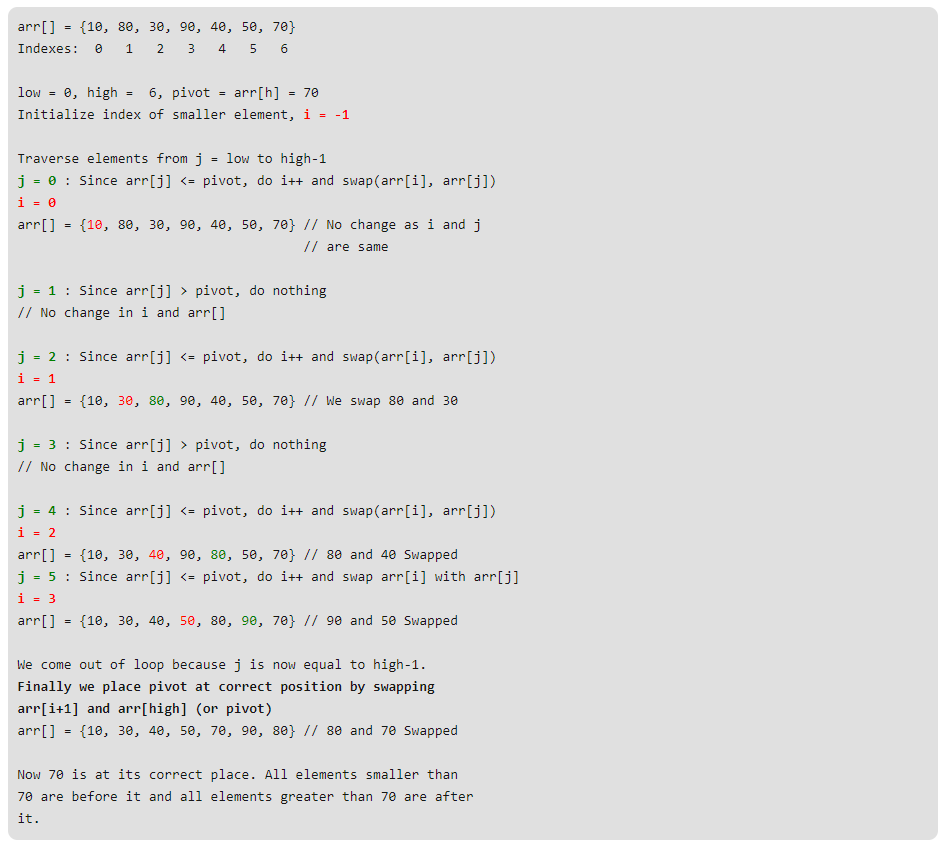 arr[] = {10, 80, 30, 90, 40, 50, 70}
Indexes:  0   1   2   3   4   5   6
low = 0, high =  6, pivot = arr[h] = 70
Initialize index of smaller element, i = -1
Traverse elements from j = low to high-1
j = 0 : Since arr[j] <= pivot, do i++ and swap(arr[i], arr[j])
i = 0
arr[] = {10, 80, 30, 90, 40, 50, 70} // No change as i and j
// are same
j = 1 : Since arr[j] > pivot, do nothing
// No change in i and arr[]
j = 2 : Since arr[j] <= pivot, do i++ and swap(arr[i], arr[j])
i = 1
arr[] = {10, 30, 80, 90, 40, 50, 70} // We swap 80 and 30
j = 3 : Since arr[j] > pivot, do nothing
// No change in i and arr[]
j = 4 : Since arr[j] <= pivot, do i++ and swap(arr[i], arr[j])
i = 2
arr[] = {10, 30, 40, 90, 80, 50, 70} // 80 and 40 Swapped
j = 5 : Since arr[j] <= pivot, do i++ and swap arr[i] with arr[j]
i = 3
arr[] = {10, 30, 40, 50, 80, 90, 70} // 90 and 50 Swapped
We come out of loop because j is now equal to high-1.
Finally we place pivot at correct position by swapping
arr[i+1] and arr[high] (or pivot)
arr[] = {10, 30, 40, 50, 70, 90, 80} // 80 and 70 Swapped
Now 70 is at its correct place. All elements smaller than
70 are before it and all elements greater than 70 are after
it.